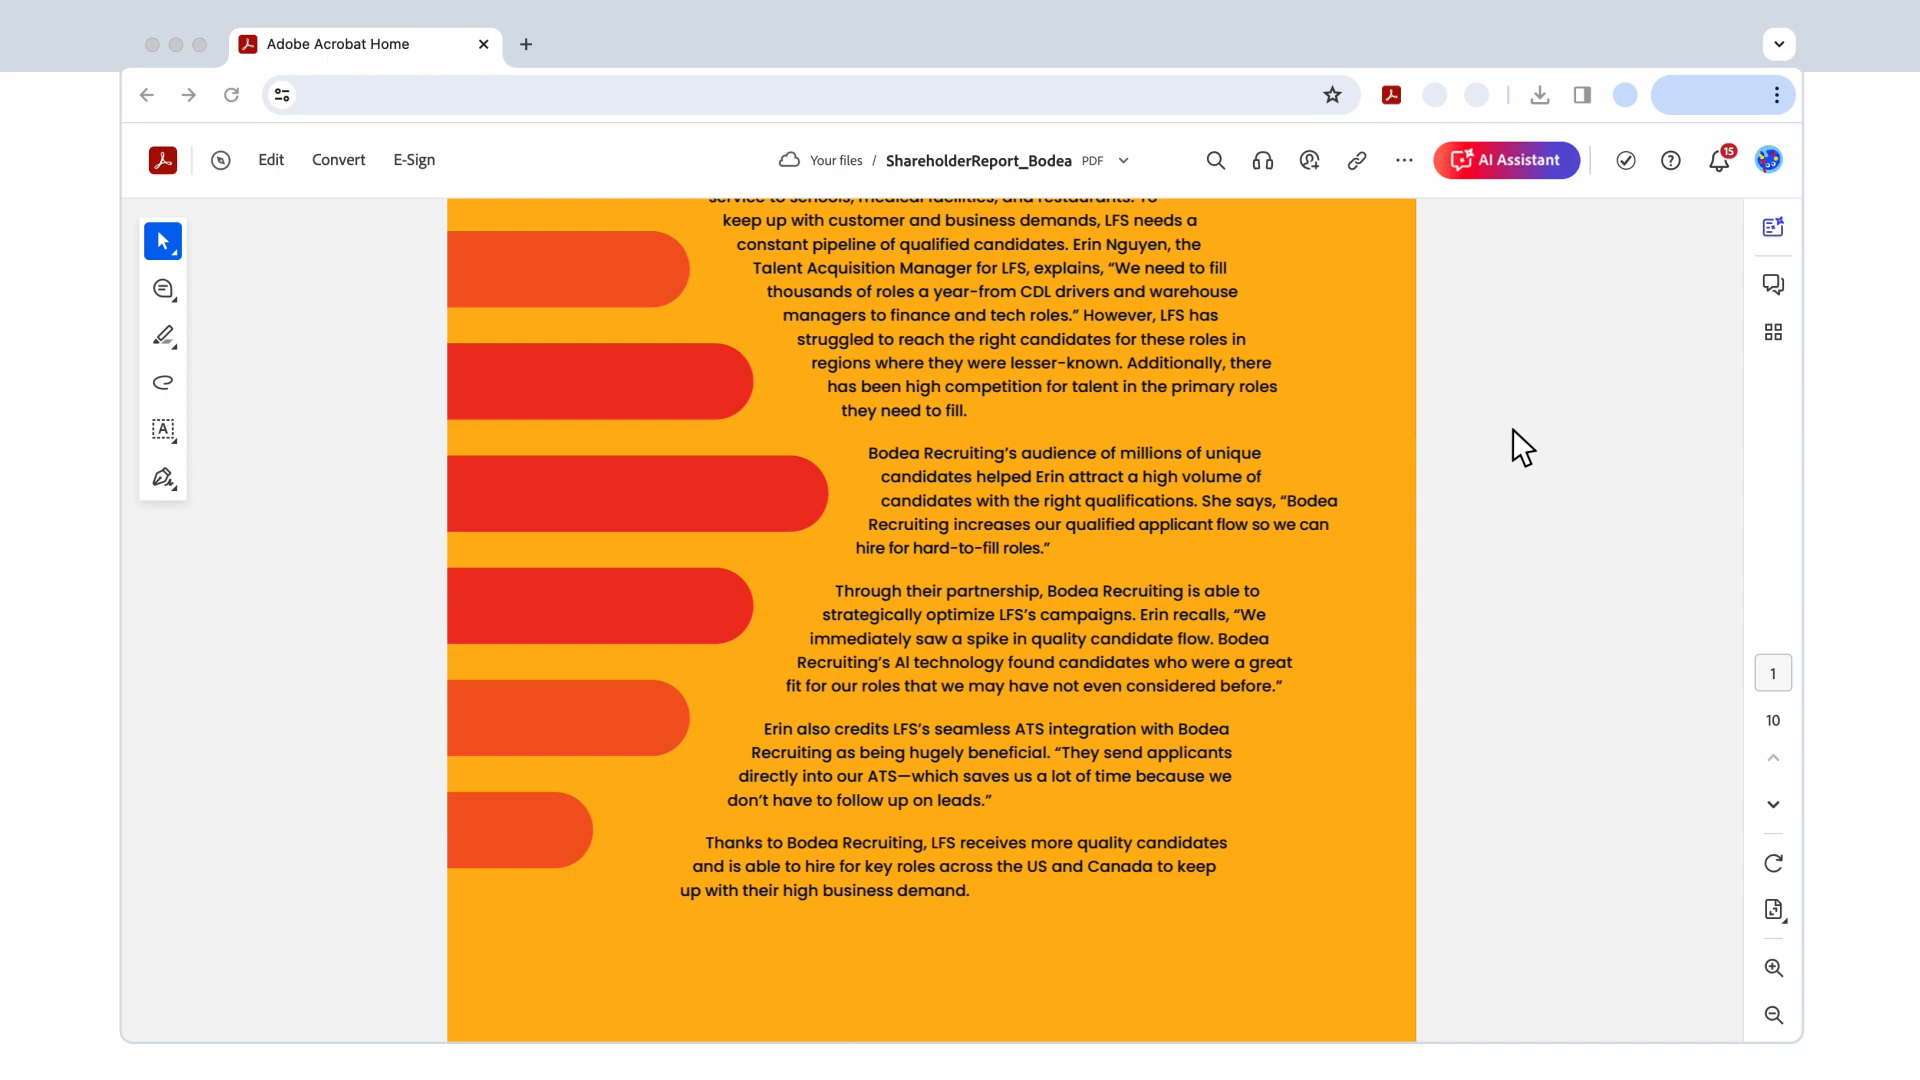 Adobe Acrobat Home
Edit
Convert
E-Sign
Your files / ShareholderReport_Bodea PDF
AI Assistant
15
service to schools, medical facilities, and restaurants. To
keep up with customer and business demands, LFS needs a
constant pipeline of qualified candidates. Erin Nguyen, the
Talent Acquisition Manager for LFS, explains, “We need to fill
thousands of roles a year-from CDL drivers and warehouse
managers to finance and tech roles.” However, LFS has
struggled to reach the right candidates for these roles in
regions where they were lesser-known. Additionally, there
has been high competition for talent in the primary roles
they need to fill.
Bodea Recruiting’s audience of millions of unique
candidates helped Erin attract a high volume of
candidates with the right qualifications. She says, “Bodea
Recruiting increases our qualified applicant flow so we can
hire for hard-to-fill roles.”
Through their partnership, Bodea Recruiting is able to
strategically optimize LFS’s campaigns. Erin recalls, “We
immediately saw a spike in quality candidate flow. Bodea
Recruiting’s AI technology found candidates who were a great
fit for our roles that we may have not even considered before.”
Erin also credits LFS’s seamless ATS integration with Bodea
Recruiting as being hugely beneficial. “They send applicants
directly into our ATS—which saves us a lot of time because we
don’t have to follow up on leads.”
Thanks to Bodea Recruiting, LFS receives more quality candidates
and is able to hire for key roles across the US and Canada to keep
up with their high business demand.
1
10